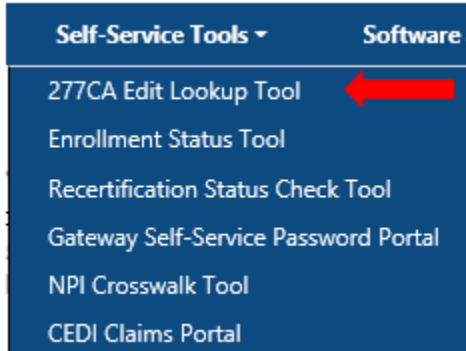 Self-Service Tools Software
277CA Edit Lookup Tool
Enrollment Status Tool
Recertification Status Check Tool
Gateway Self-Service Password Portal
NPI Crosswalk Tool
CEDI Claims Portal